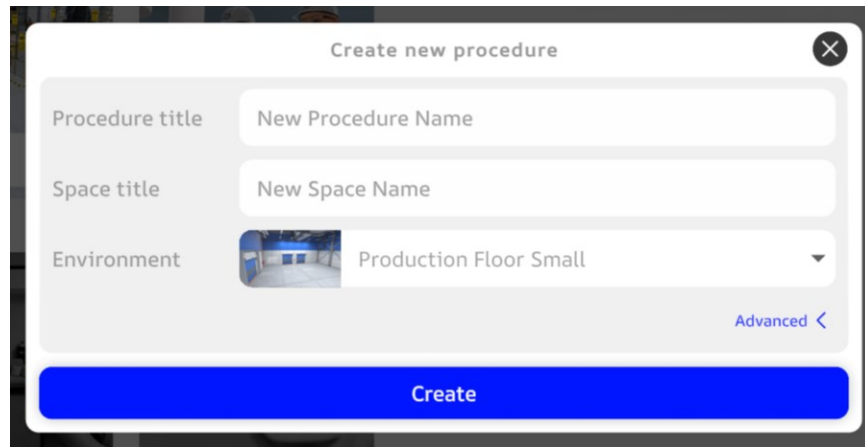 Create new procedure
Procedure title New Procedure Name
Space title New Space Name
Environment Production Floor Small
Advanced
Create